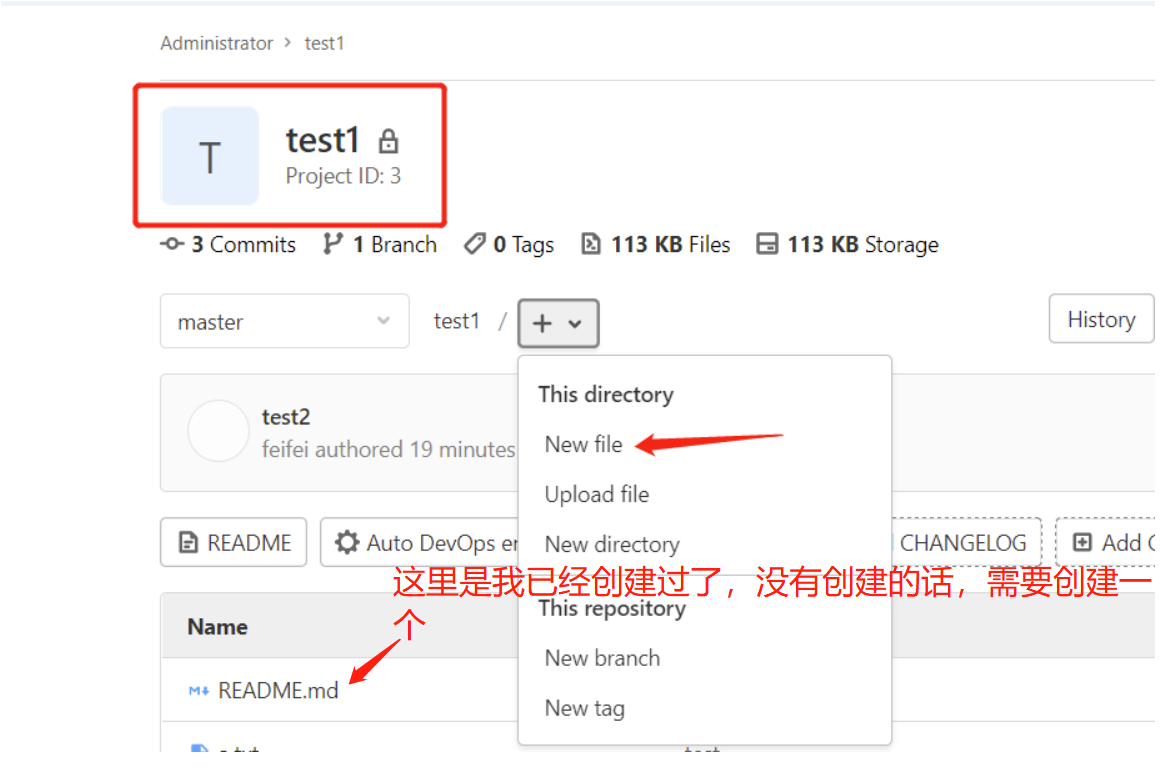 Administrator > test1
T
test1
Project ID: 3
3 Commits 1 Branch 0 Tags 113 KB Files 113 KB Storage
master test1 / + History
This directory
test2
New file
feifei authored 19 minutes
Upload file
README Auto DevOps New directory CHANGELOG Add
这里是我已经创建过了，没有创建的话，需要创建一
个
This repository
Name
New branch
README.md
New tag